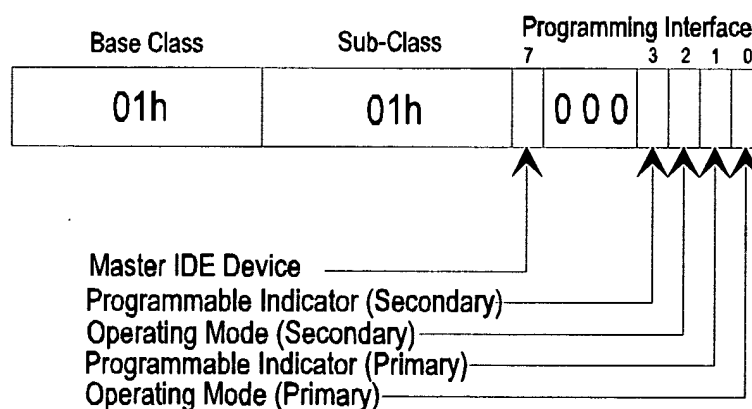 Base Class Sub-Class Programming Interface
7 3 2 1 0
01h 01h 0 0 0
Master IDE Device
Programmable Indicator (Secondary)
Operating Mode (Secondary)
Programmable Indicator (Primary)
Operating Mode (Primary)